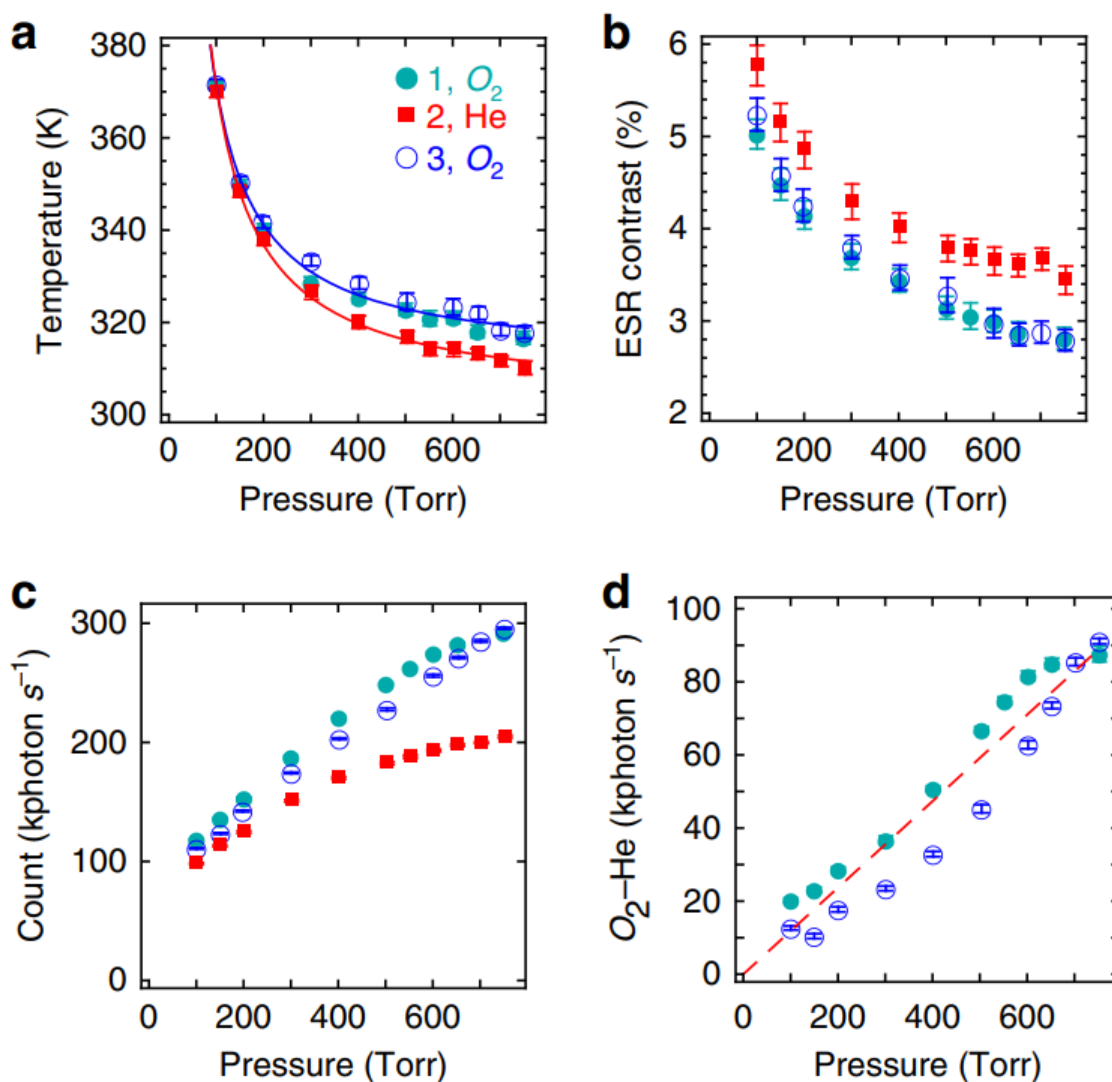 a
380
360
340
320
300
Temperature (K)
1, O2
2, He
3, O2
0 200 400 600
Pressure (Torr)
b
6
5
4
3
2
ESR contrast (%)
0 200 400 600
Pressure (Torr)
c
300
200
100
0
Count (kphoton s−1)
0 200 400 600
Pressure (Torr)
d
100
80
60
40
20
0
O2–He (kphoton s−1)
0 200 400 600
Pressure (Torr)